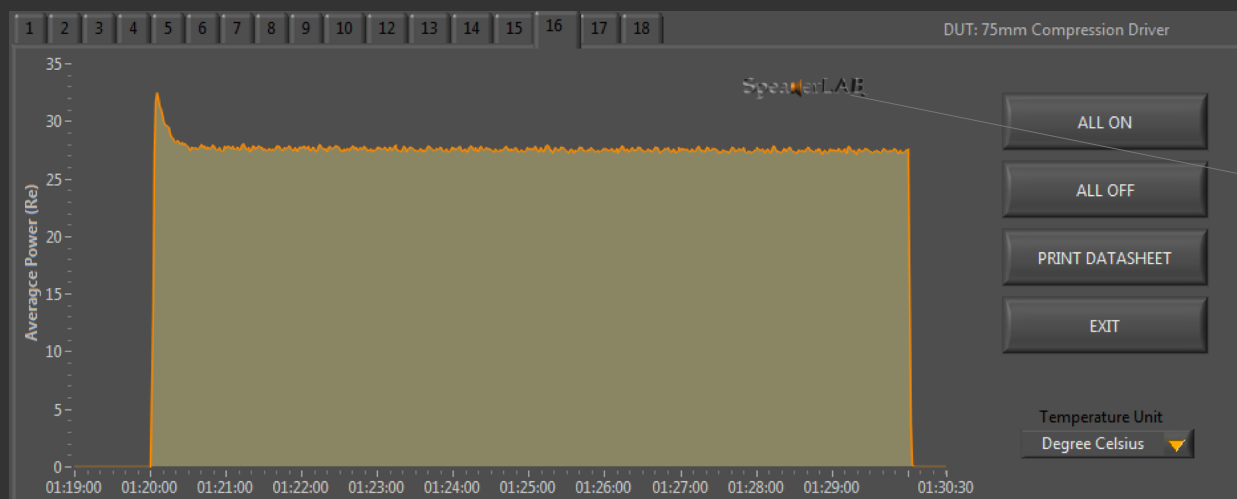 1 2 3 4 5 6 7 8 9 10 12 13 14 15 16 17 18
DUT: 75mm Compression Driver
SpeakerLAB
ALL ON
ALL OFF
PRINT DATASHEET
EXIT
Temperature Unit
Degree Celsius
Averagce Power (Re)
35
30
25
20
15
10
5
0
01:19:00 01:20:00 01:21:00 01:22:00 01:23:00 01:24:00 01:25:00 01:26:00 01:27:00 01:28:00 01:29:00 01:30:30